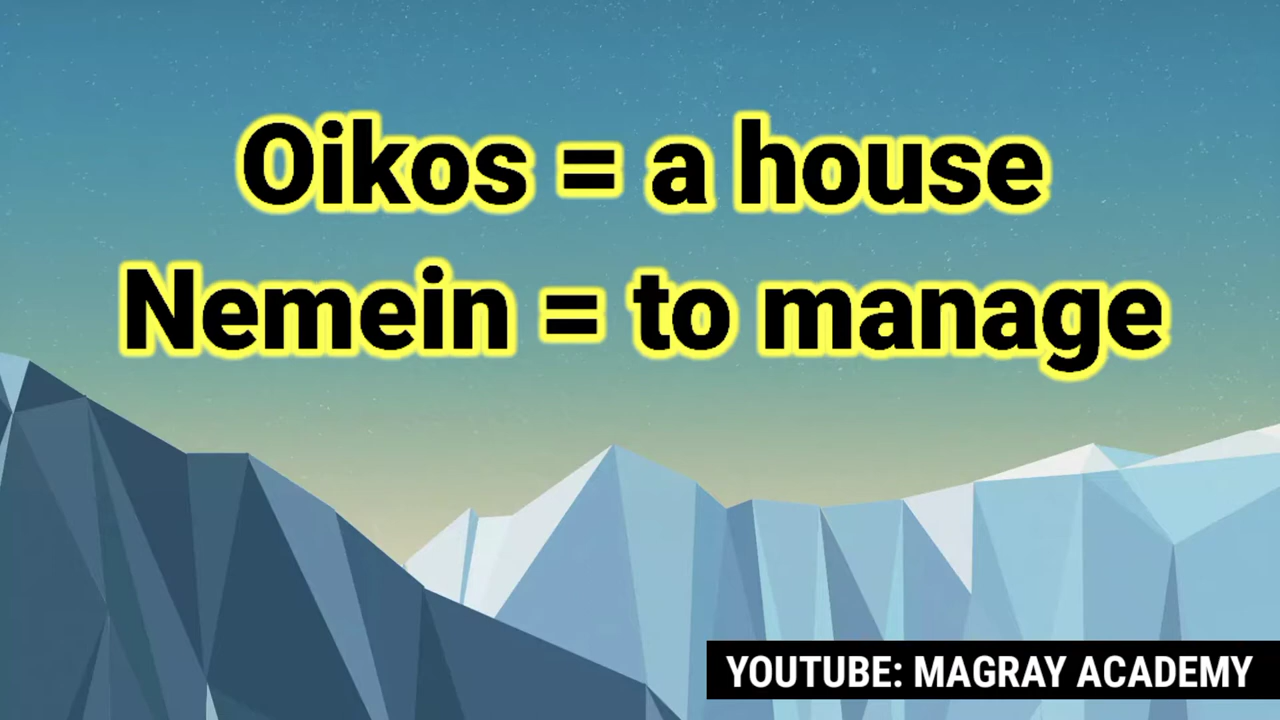 Oikos = a house
Nemein = to manage
YOUTUBE: MAGRAY ACADEMY